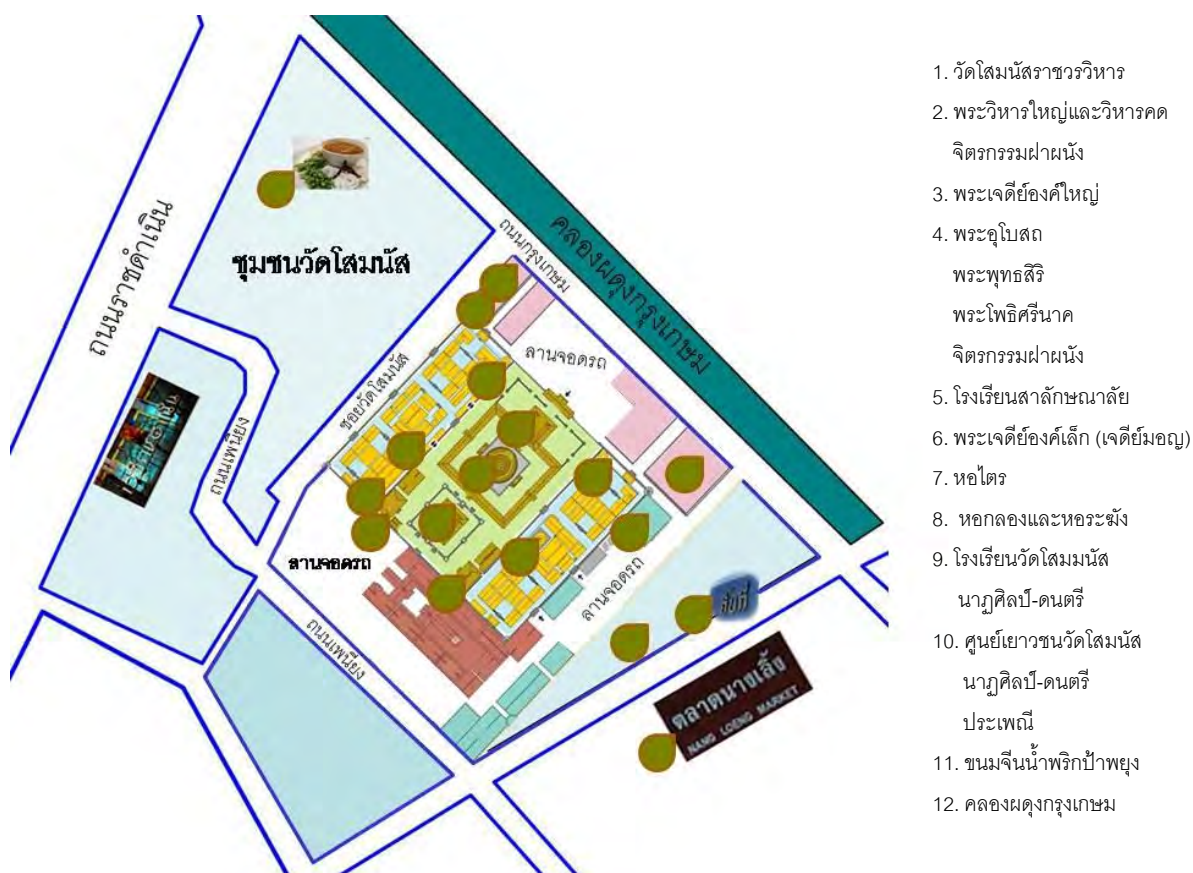 คลองผดุงกรุงเกษม
ถนนกรุงเกษม
ถนนราชดำเนิน
ชุมชนวัดโสมนัส
ลานจอดรถ
ซอยวัดโสมนัส
ถนนเพนียง
ลานจอดรถ
ลานจอดรถ
ถนนเพนียง
ตลาดนางเลิ้ง
NANG LOENG MARKET
1. วัดโสมนัสราชวรวิหาร
2. พระวิหารใหญ่และวิหารคด
จิตรกรรมฝาผนัง
3. พระเจดีย์องค์ใหญ่
4. พระอุโบสถ
พระพุทธสิริ
พระโพธิศรีนาค
จิตรกรรมฝาผนัง
5. โรงเรียนสาลักษณาลัย
6. พระเจดีย์องค์เล็ก (เจดีย์มอญ)
7. หอไตร
8. หอกลองและหอระฆัง
9. โรงเรียนวัดโสมมนัส
นาฏศิลป์-ดนตรี
10. ศูนย์เยาวชนวัดโสมนัส
นาฏศิลป์-ดนตรี
ประเพณี
11. ขนมจีนน้ำพริกป้าพยุง
12. คลองผดุงกรุงเกษม